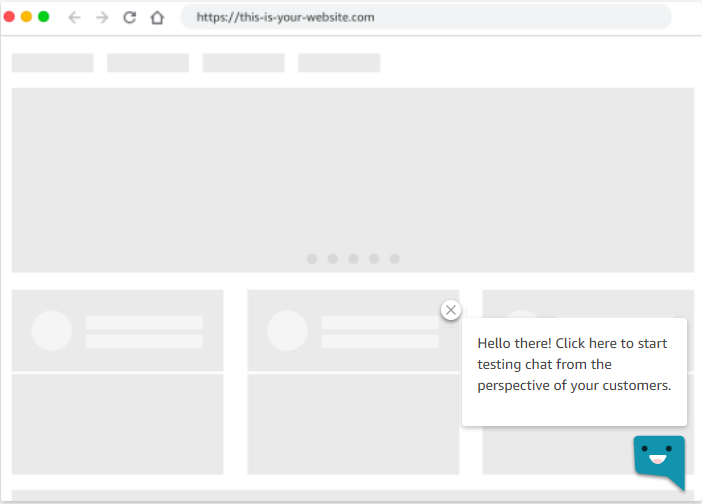 https://this-is-your-website.com
Hello there! Click here to start
testing chat from the
perspective of your customers.